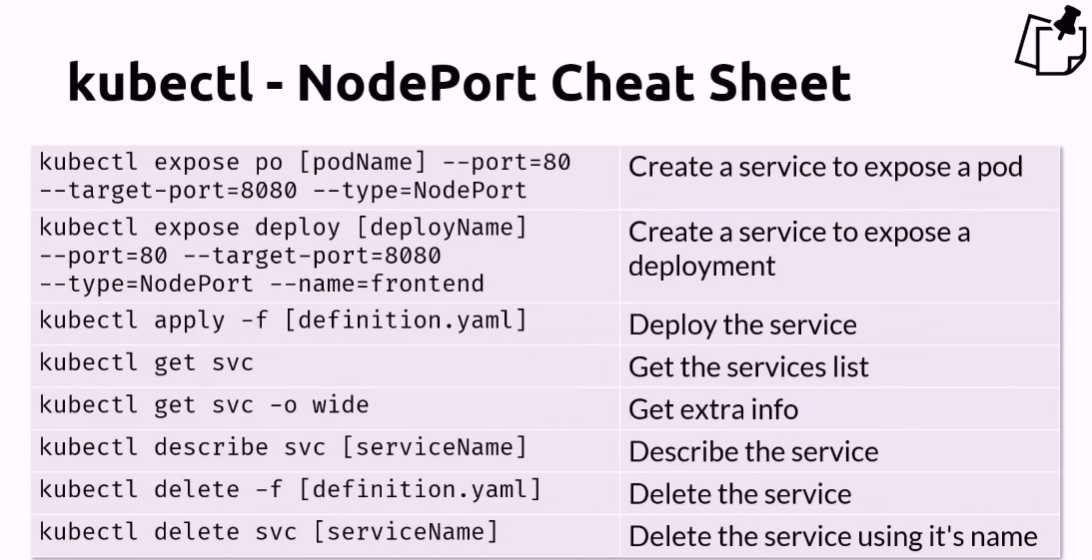 kubectl - NodePort Cheat Sheet
kubectl expose po [podName] --port=80
--target-port=8080 --type=NodePort
Create a service to expose a pod
kubectl expose deploy [deployName]
--port=80 --target-port=8080
--type=NodePort --name=frontend
Create a service to expose a
deployment
kubectl apply -f [definition.yaml]
Deploy the service
kubectl get svc
Get the services list
kubectl get svc -o wide
Get extra info
kubectl describe svc [serviceName]
Describe the service
kubectl delete -f [definition.yaml]
Delete the service
kubectl delete svc [serviceName]
Delete the service using it's name